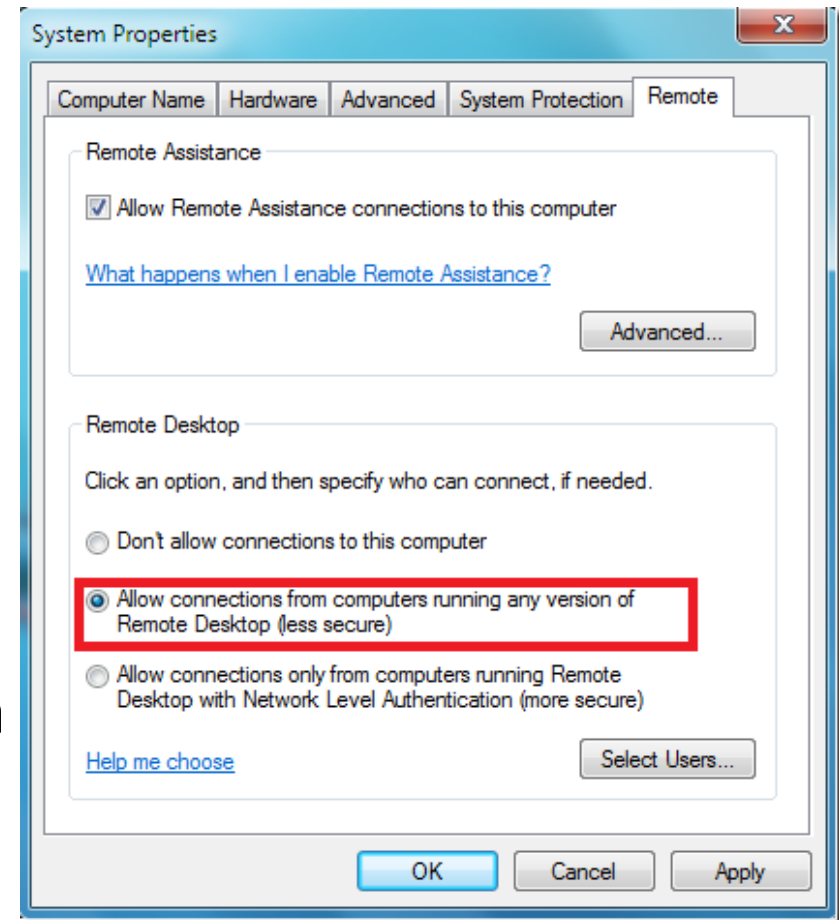 System Properties
Computer Name Hardware Advanced System Protection Remote
Remote Assistance
Allow Remote Assistance connections to this computer
What happens when I enable Remote Assistance?
Advanced...
Remote Desktop
Click an option, and then specify who can connect, if needed.
Don't allow connections to this computer
Allow connections from computers running any version of
Remote Desktop (less secure)
Allow connections only from computers running Remote
Desktop with Network Level Authentication (more secure)
Help me choose
Select Users...
OK Cancel Apply